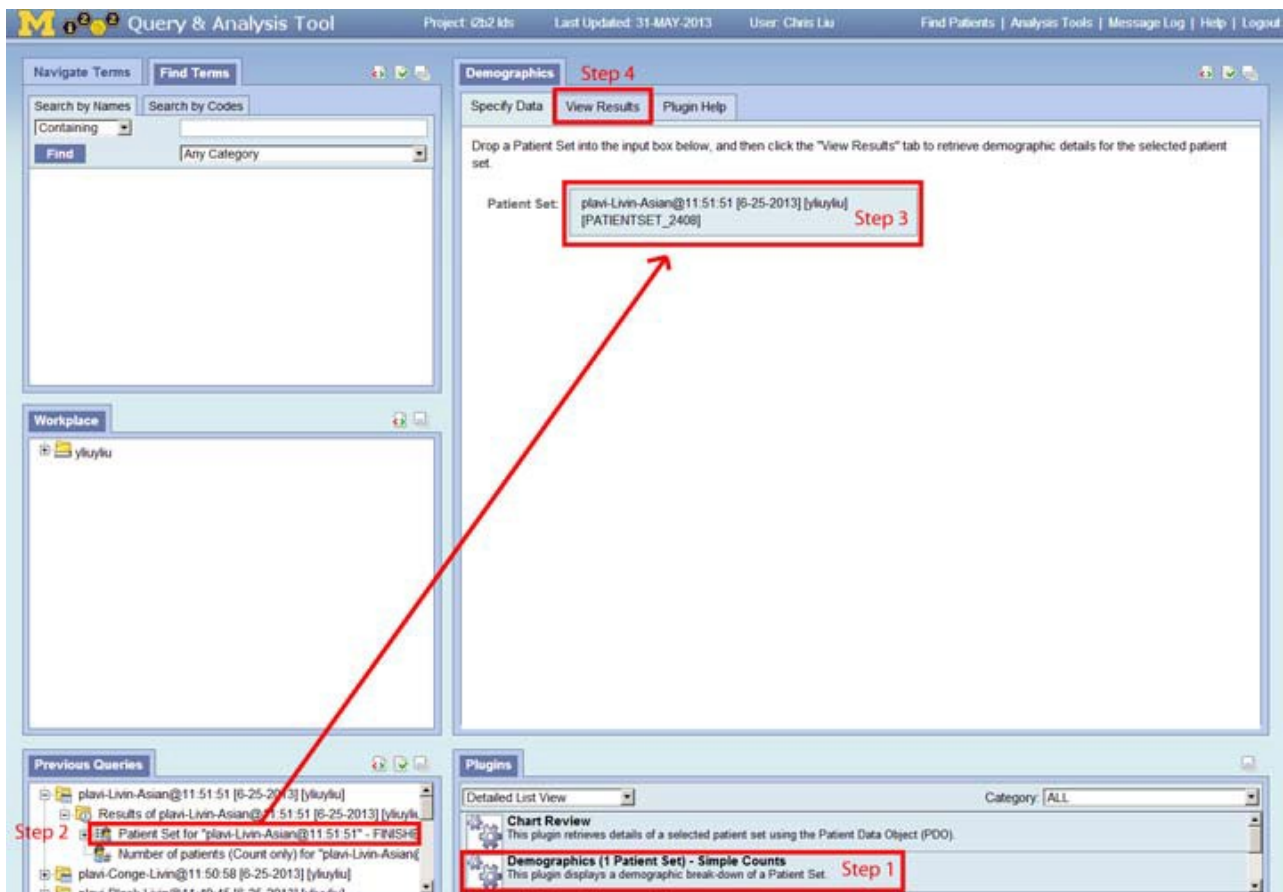 M i2b2 Query & Analysis Tool Project: i2b2 kds Last Updated: 31-MAY-2013 User: Chris Liu Find Patients | Analysis Tools | Message Log | Help | Logout
Navigate Terms Find Terms
Search by Names Search by Codes
Containing
Find Any Category
Demographics Step 4
Specify Data View Results Plugin Help
Drop a Patient Set into the input box below, and then click the "View Results" tab to retrieve demographic details for the selected patient
set.
Patient Set: plavi-Livin-Asian@11:51:51 [6-25-2013] [yliuyliu]
[PATIENTSET_2408] Step 3
Workplace
yliuyliu
Previous Queries
plavi-Livin-Asian@11:51:51 [6-25-2013] [yliuyliu]
Results of plavi-Livin-Asian@11:51:51 [6-25-2013] [yliuyli
Step 2 Patient Set for "plavi-Livin-Asian@11:51:51" - FINISHE
Number of patients (Count only) for "plavi-Livin-Asian@
plavi-Conge-Livin@11:50:58 [6-25-2013] [yliuyliu]
Plugins
Detailed List View Category: ALL
Chart Review
This plugin retrieves details of a selected patient set using the Patient Data Object (PDO).
Demographics (1 Patient Set) - Simple Counts
This plugin displays a demographic break-down of a Patient Set. Step 1